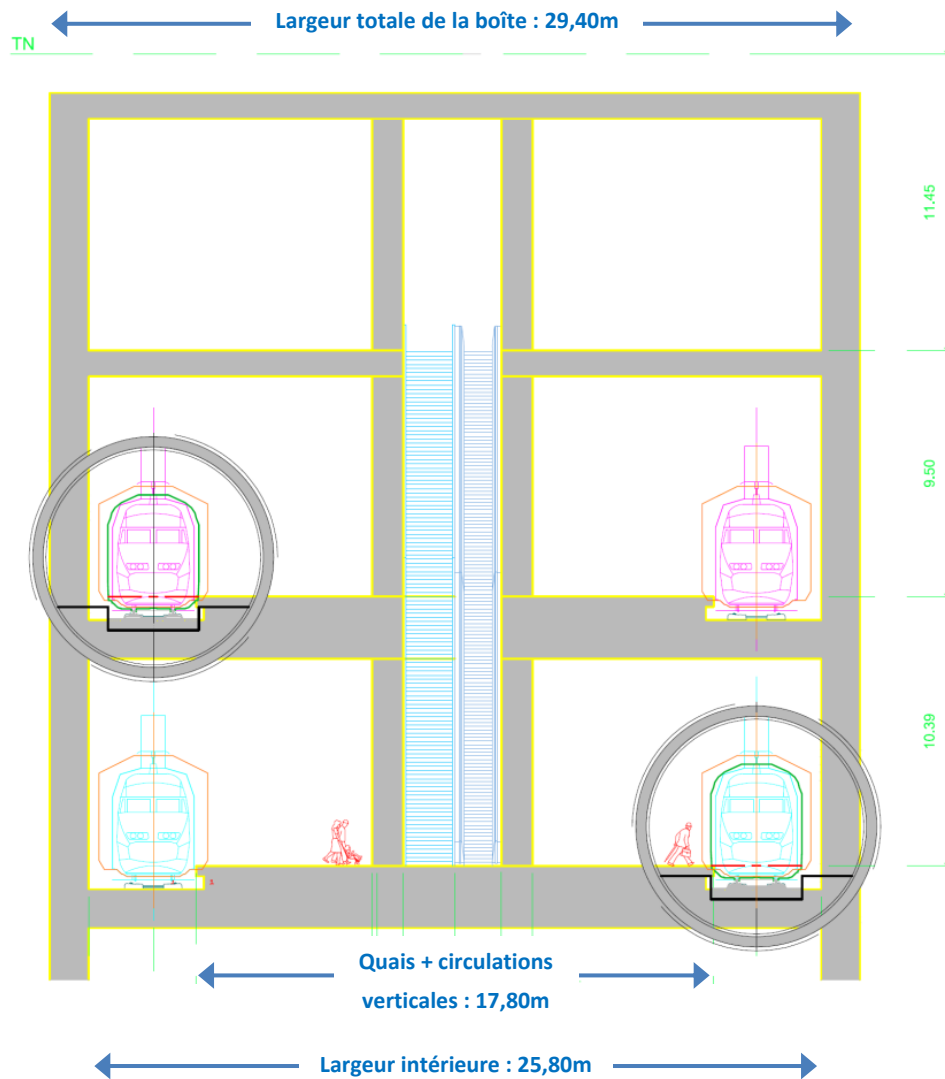 Largeur totale de la boîte : 29,40m
TN
11.45
9.50
10.39
Quais + circulations
verticales : 17,80m
Largeur intérieure : 25,80m